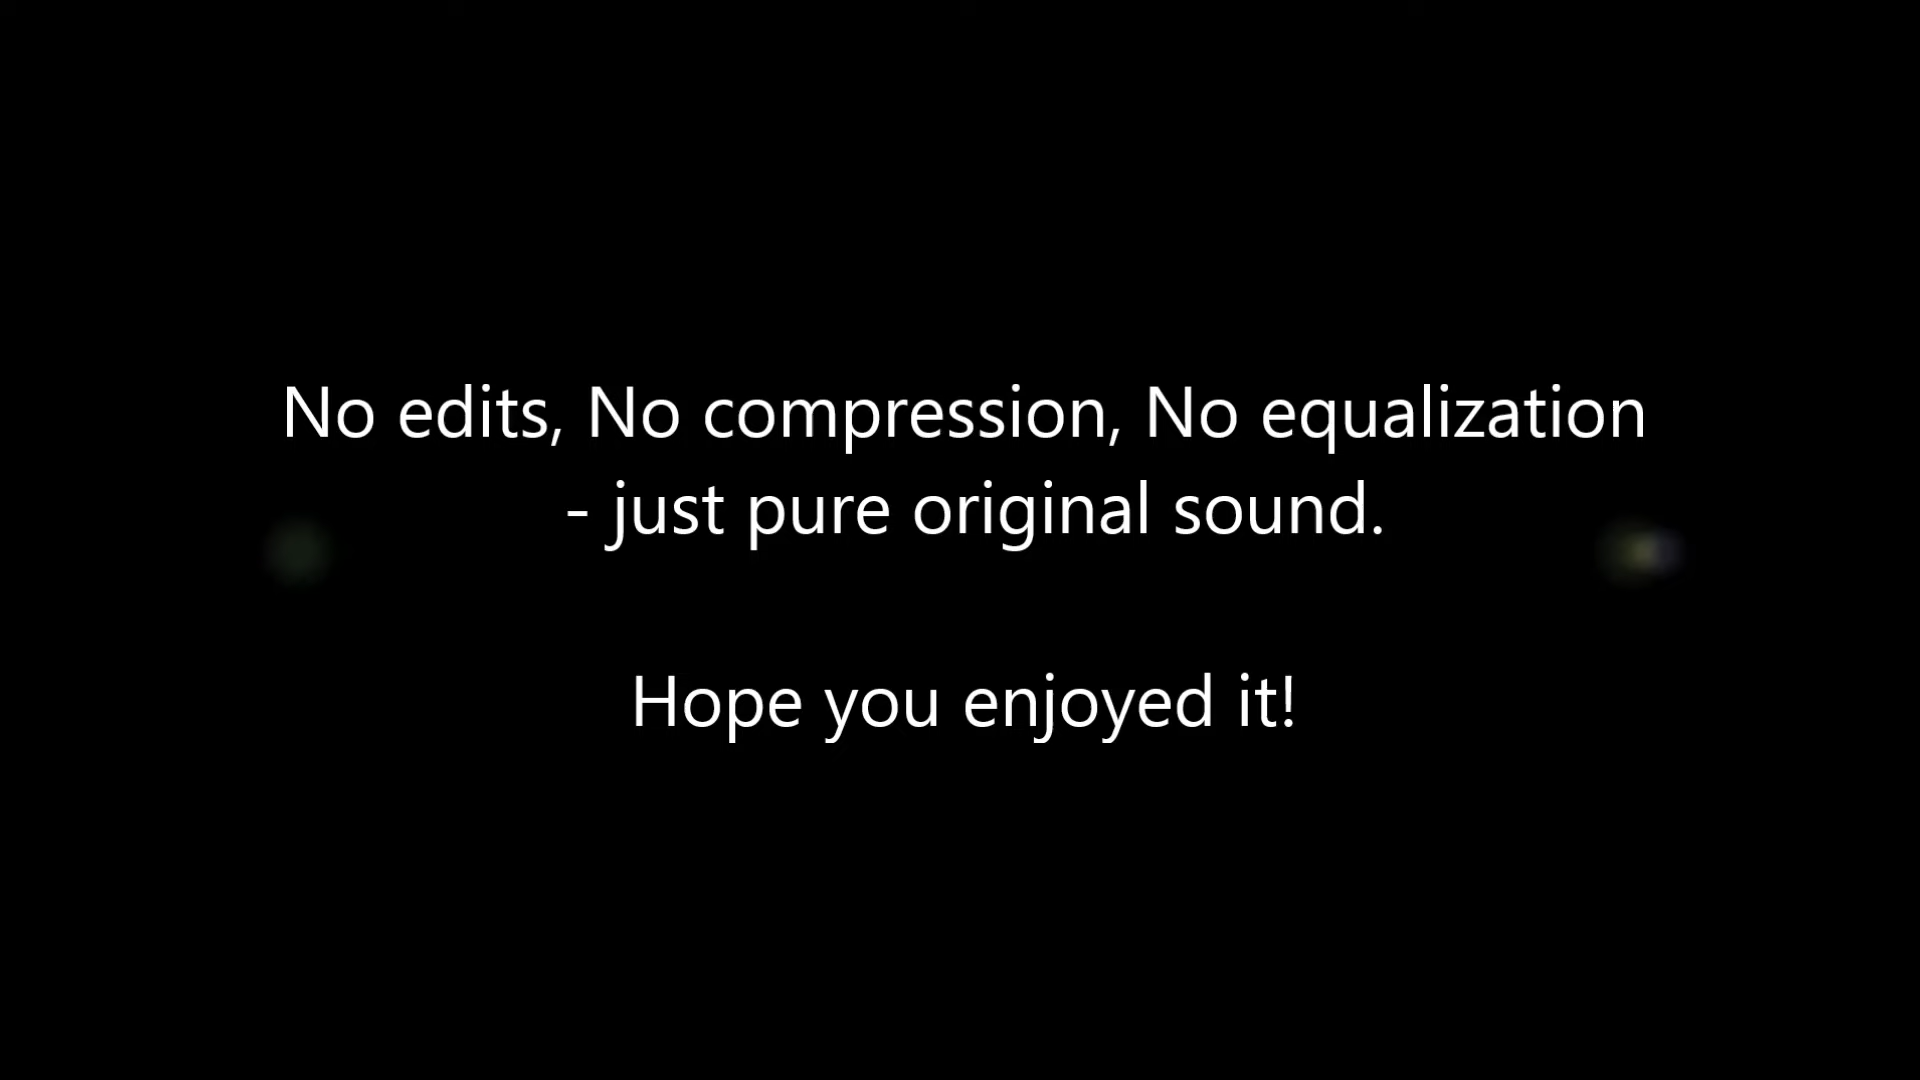 No edits, No compression, No equalization
- just pure original sound.
Hope you enjoyed it!